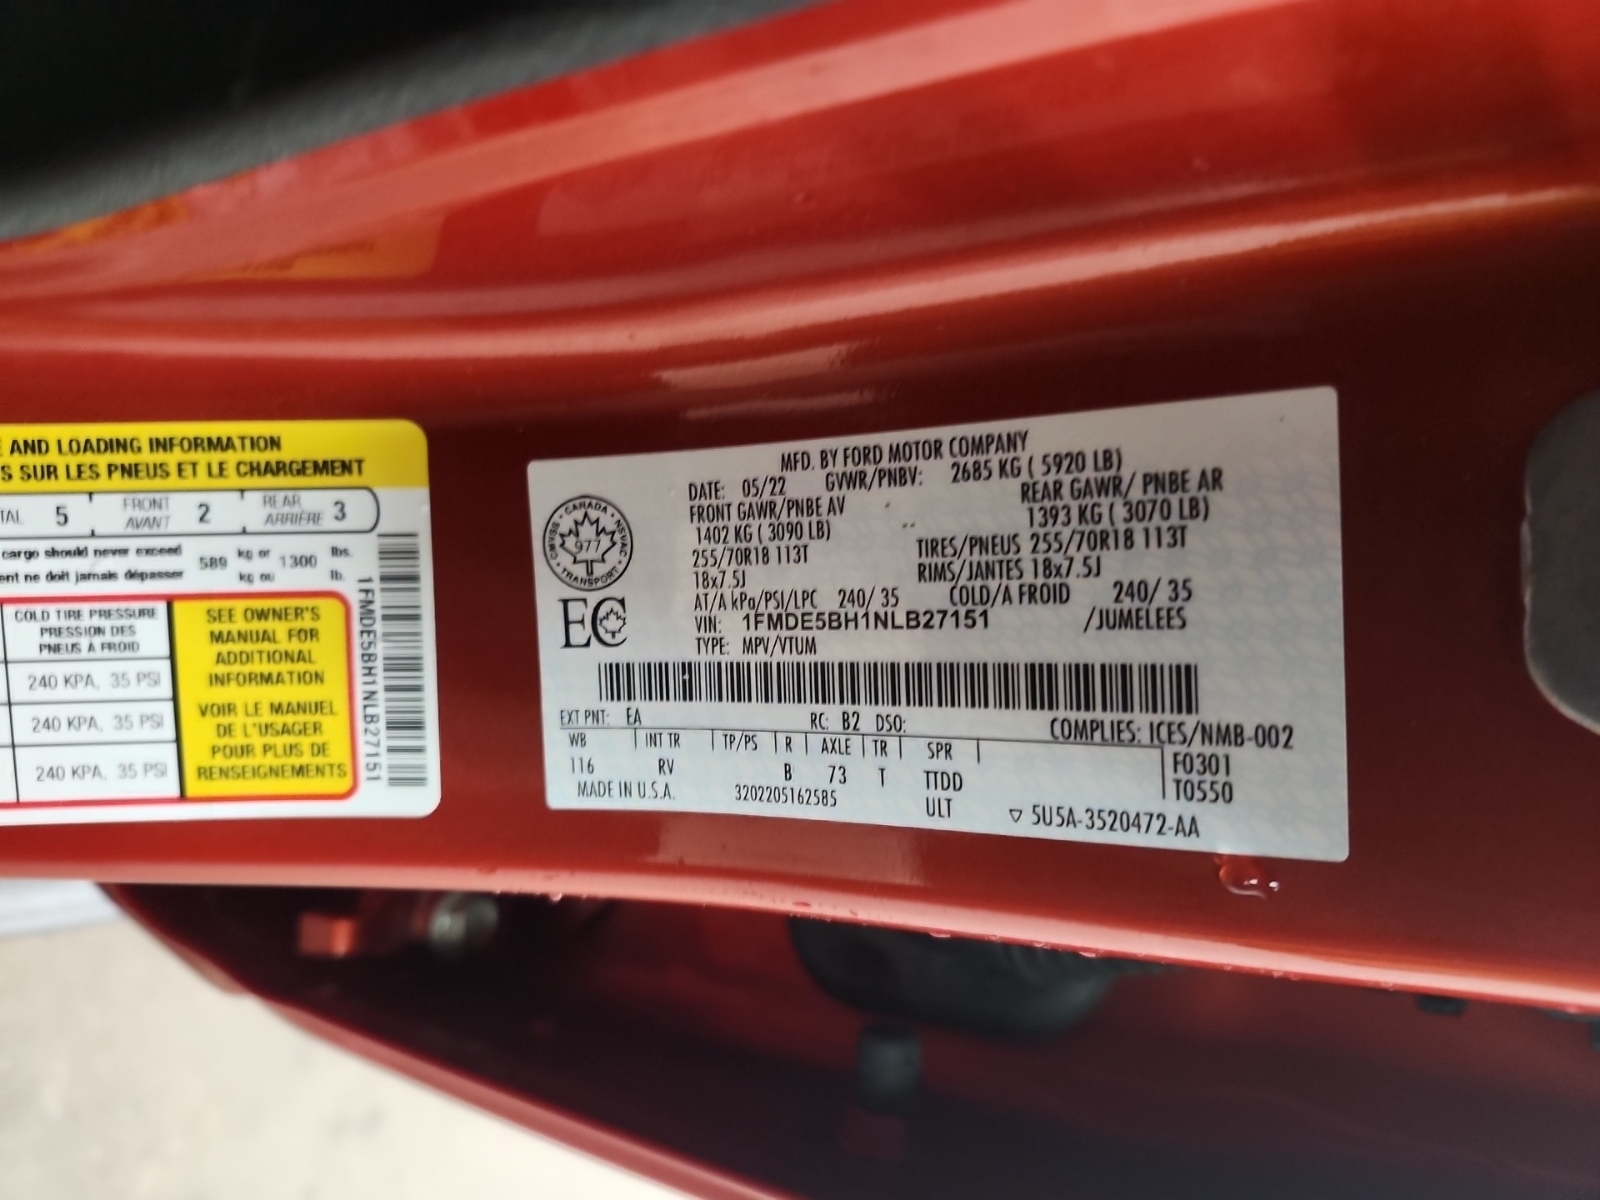 AND LOADING INFORMATION
S SUR LES PNEUS ET LE CHARGEMENT
TAL 5 FRONT AVANT 2 REAR ARRIÈRE 3
cargo should never exceed 589 kg or 1300 lbs.
ent ne doit jamais dépasser kg ou lb.
COLD TIRE PRESSURE
PRESSION DES
PNEUS A FROID
240 KPA, 35 PSI
240 KPA, 35 PSI
240 KPA, 35 PSI
SEE OWNER'S
MANUAL FOR
ADDITIONAL
INFORMATION
VOIR LE MANUEL
DE L'USAGER
POUR PLUS DE
RENSEIGNEMENTS
1FMDE5BH1NLB27151
MFD. BY FORD MOTOR COMPANY
DATE: 05/22 GVWR/PNBV: 2685 KG ( 5920 LB)
FRONT GAWR/PNBE AV REAR GAWR/ PNBE AR
1402 KG ( 3090 LB) 1393 KG ( 3070 LB)
255/70R18 113T TIRES/PNEUS 255/70R18 113T
18x7.5J RIMS/JANTES 18x7.5J
AT/A kPa/PSI/LPC 240/ 35 COLD/A FROID 240/ 35
VIN: 1FMDE5BH1NLB27151 /JUMELEES
TYPE: MPV/VTUM
CANADA
977
TRANSPORT
EC
EXT PNT: EA RC: B2 DSO: COMPLIES: ICES/NMB-002
WB INT TR TP/PS R AXLE TR SPR F0301
116 RV B 73 T TTDD T0550
MADE IN U.S.A. 3202205162585 ULT ▽ 5U5A-3520472-AA